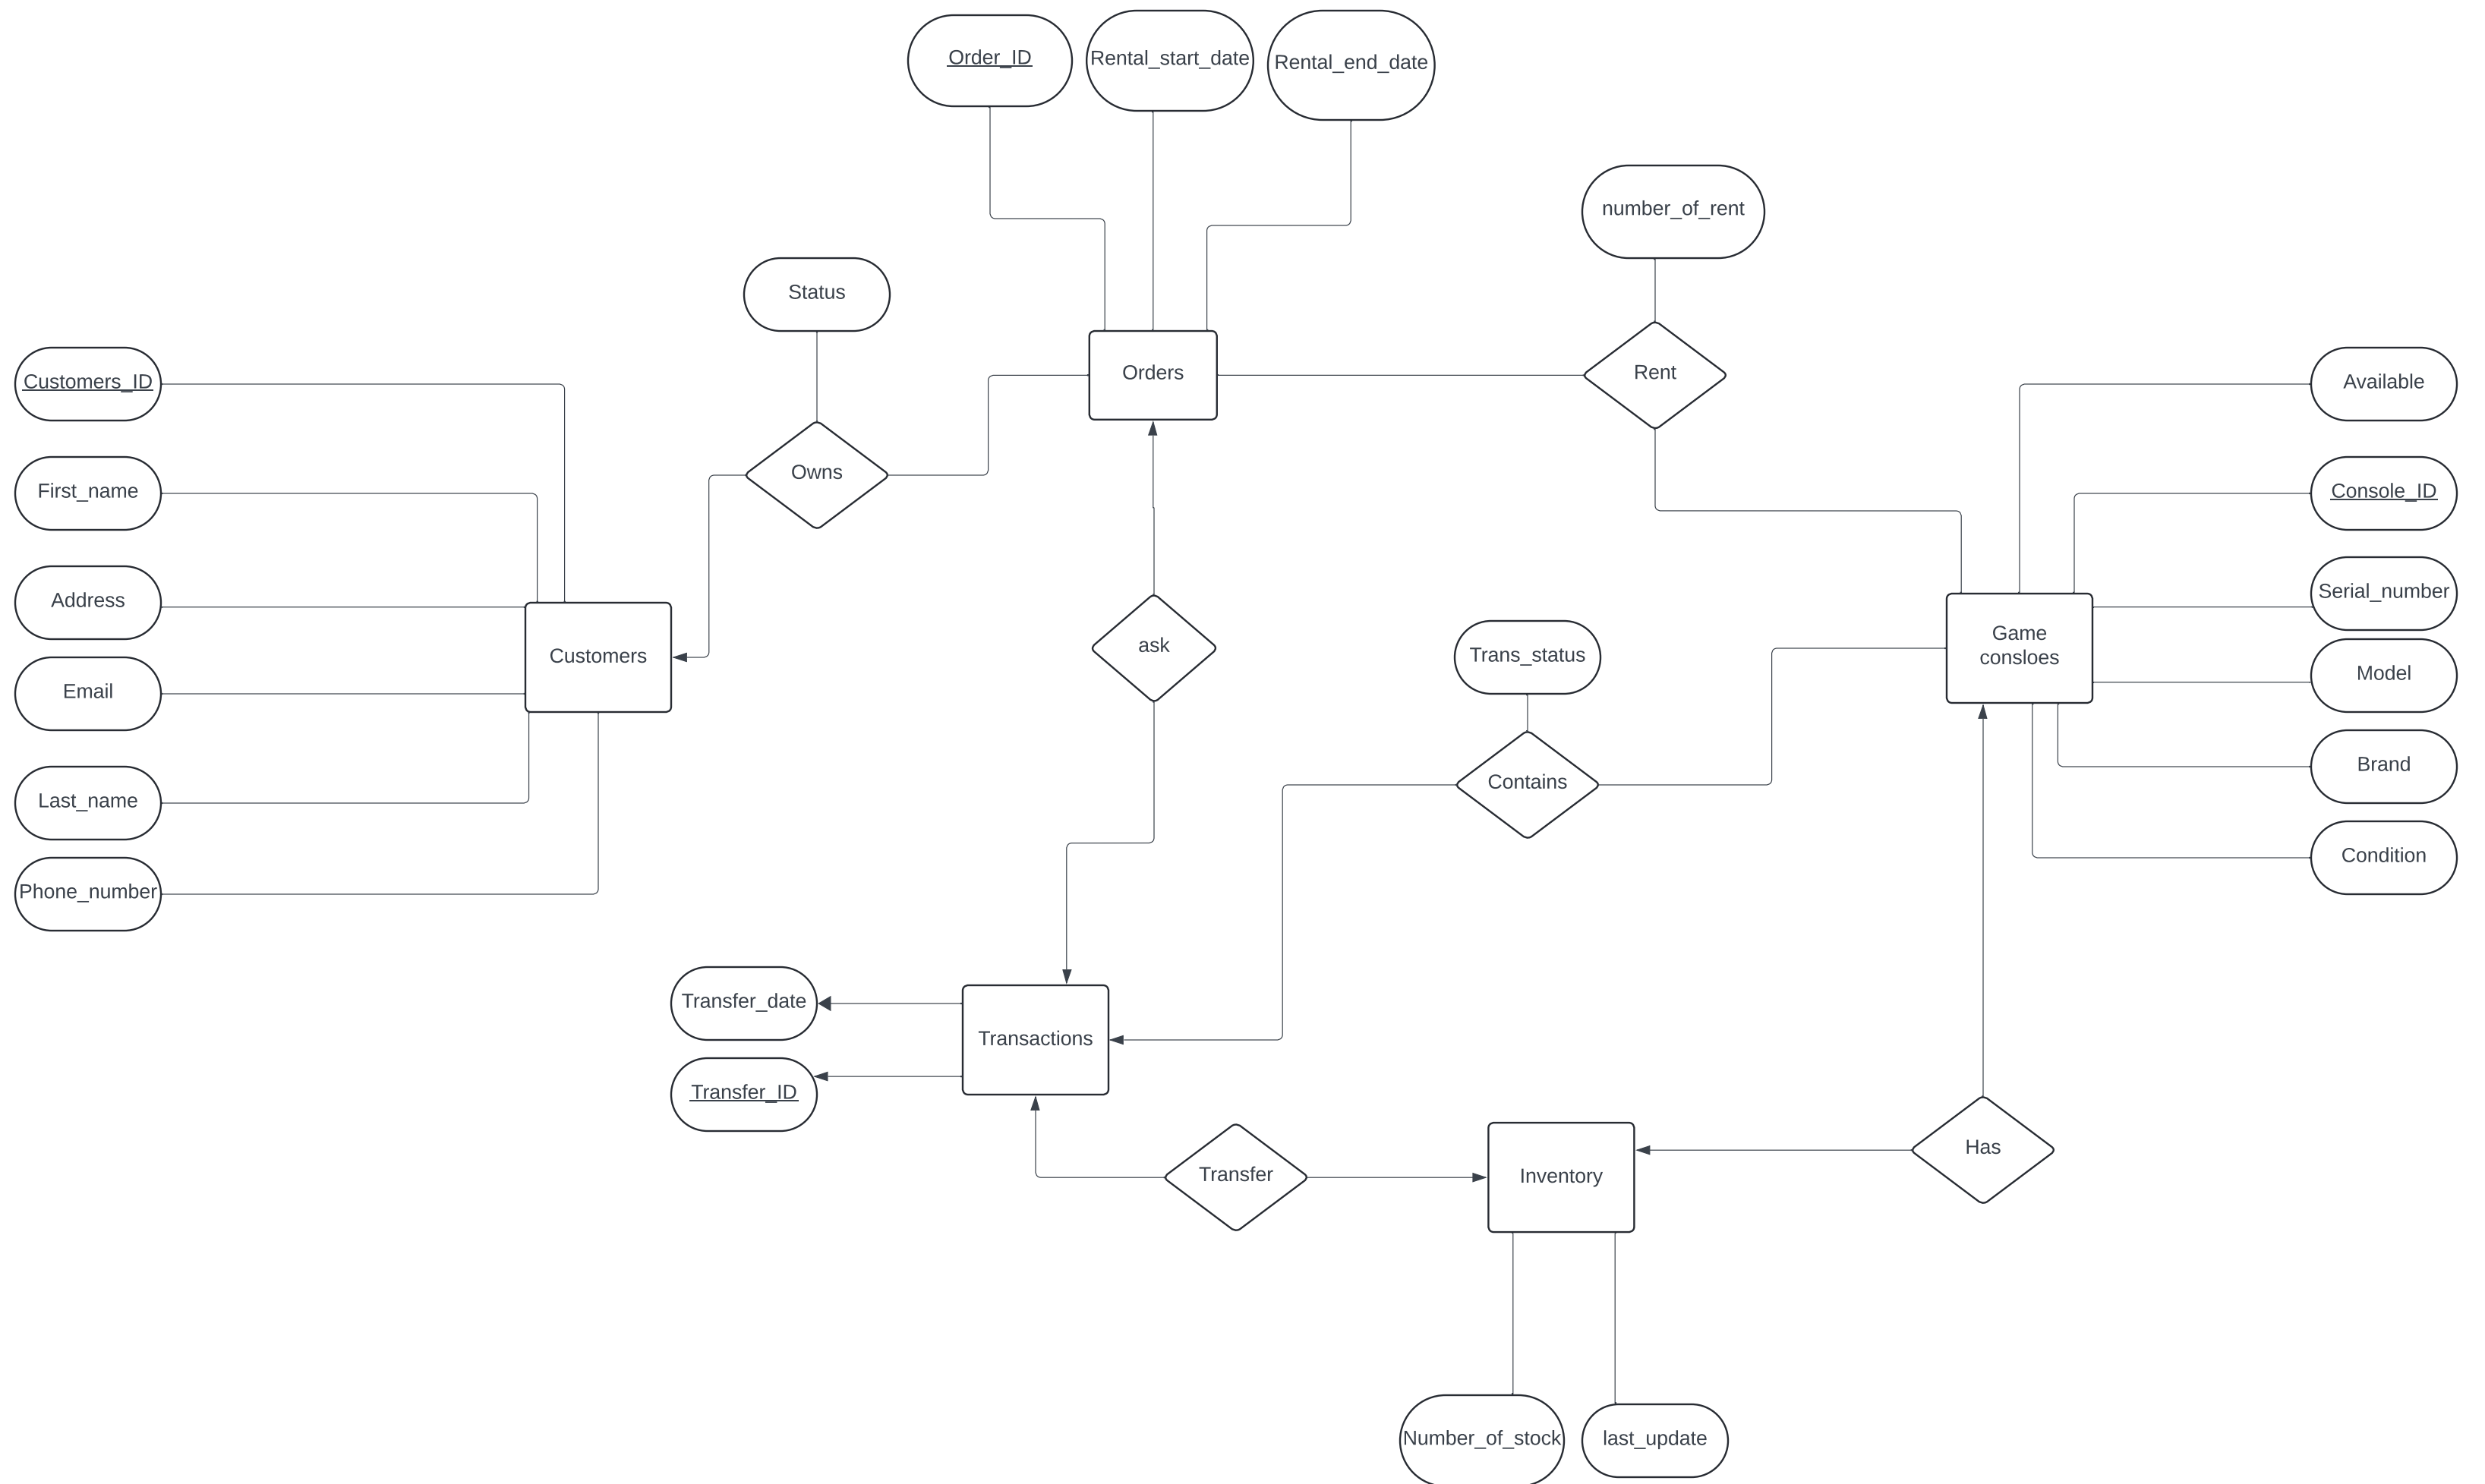 Order_ID
Rental_start_date
Rental_end_date
number_of_rent
Status
Orders
Rent
Customers_ID
Available
Owns
First_name
Console_ID
Address
Serial_number
Customers
ask
Trans_status
Game
consloes
Model
Email
Contains
Brand
Last_name
Condition
Phone_number
Transfer_date
Transactions
Transfer_ID
Transfer
Inventory
Has
Number_of_stock
last_update